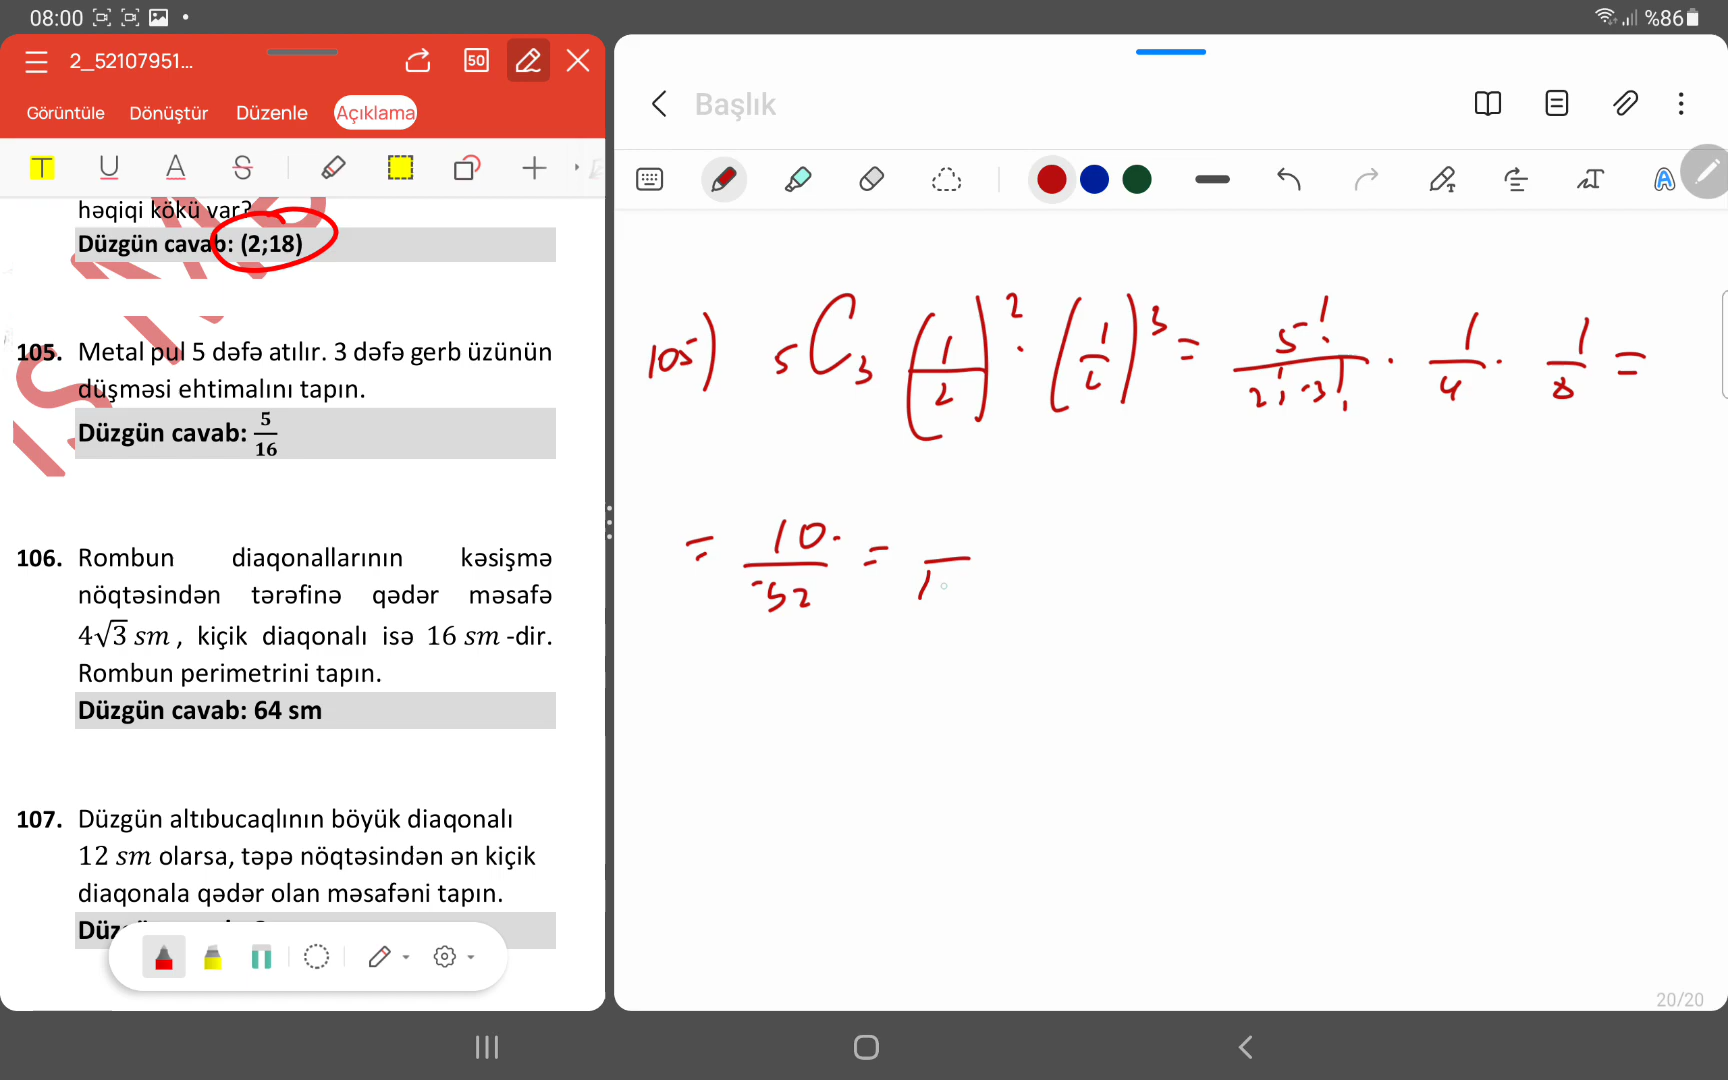 08:00
%86
2_52107951...
50
Görüntüle Dönüştür Düzenle Açıklama
T U A S
həqiqi kökü var?
Düzgün cavab: (2;18)
105. Metal pul 5 dəfə atılır. 3 dəfə gerb üzünün
düşməsi ehtimalını tapın.
Düzgün cavab: 5/16
106. Rombun diaqonallarının kəsişmə
nöqtəsindən tərəfinə qədər məsafə
4√3 sm , kiçik diaqonalı isə 16 sm -dir.
Rombun perimetrini tapın.
Düzgün cavab: 64 sm
107. Düzgün altıbucaqlının böyük diaqonalı
12 sm olarsa, təpə nöqtəsindən ən kiçik
diaqonala qədər olan məsafəni tapın.
Başlık
105) 5C3 (1/2)^2 · (1/2)^3 = 5!/2!·3! · 1/4 · 1/8 =
= 10/32 =
20/20